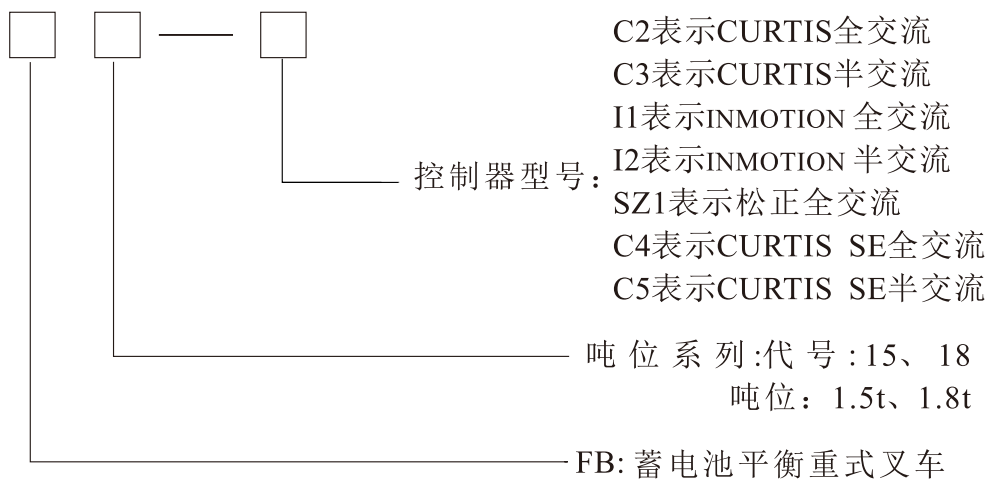 C2表示CURTIS全交流
C3表示CURTIS半交流
I1表示INMOTION 全交流
I2表示INMOTION 半交流
控制器型号：
SZ1表示松正全交流
C4表示CURTIS SE全交流
C5表示CURTIS SE半交流
吨位系列:代号:15、18
吨位：1.5t、1.8t
FB:蓄电池平衡重式叉车